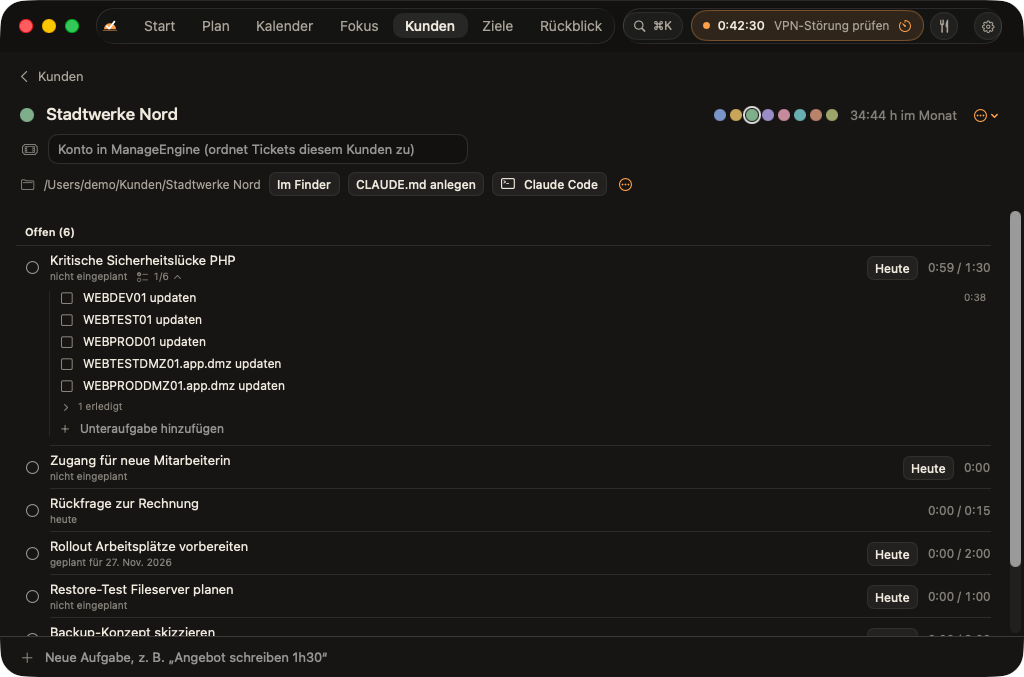 Start Plan Kalender Fokus Kunden Ziele Rückblick ⌘K 0:42:30 VPN-Störung prüfen
Kunden
Stadtwerke Nord 34:44 h im Monat
Konto in ManageEngine (ordnet Tickets diesem Kunden zu)
/Users/demo/Kunden/Stadtwerke Nord Im Finder CLAUDE.md anlegen Claude Code
Offen (6)
Kritische Sicherheitslücke PHP Heute 0:59 / 1:30
nicht eingeplant 1/6
WEBDEV01 updaten 0:38
WEBTEST01 updaten
WEBPROD01 updaten
WEBTESTDMZ01.app.dmz updaten
WEBPRODDMZ01.app.dmz updaten
1 erledigt
+ Unteraufgabe hinzufügen
Zugang für neue Mitarbeiterin Heute 0:00
nicht eingeplant
Rückfrage zur Rechnung 0:00 / 0:15
heute
Rollout Arbeitsplätze vorbereiten Heute 0:00 / 2:00
geplant für 27. Nov. 2026
Restore-Test Fileserver planen Heute 0:00 / 1:00
nicht eingeplant
Backup-Konzept skizzieren
+ Neue Aufgabe, z. B. „Angebot schreiben 1h30“